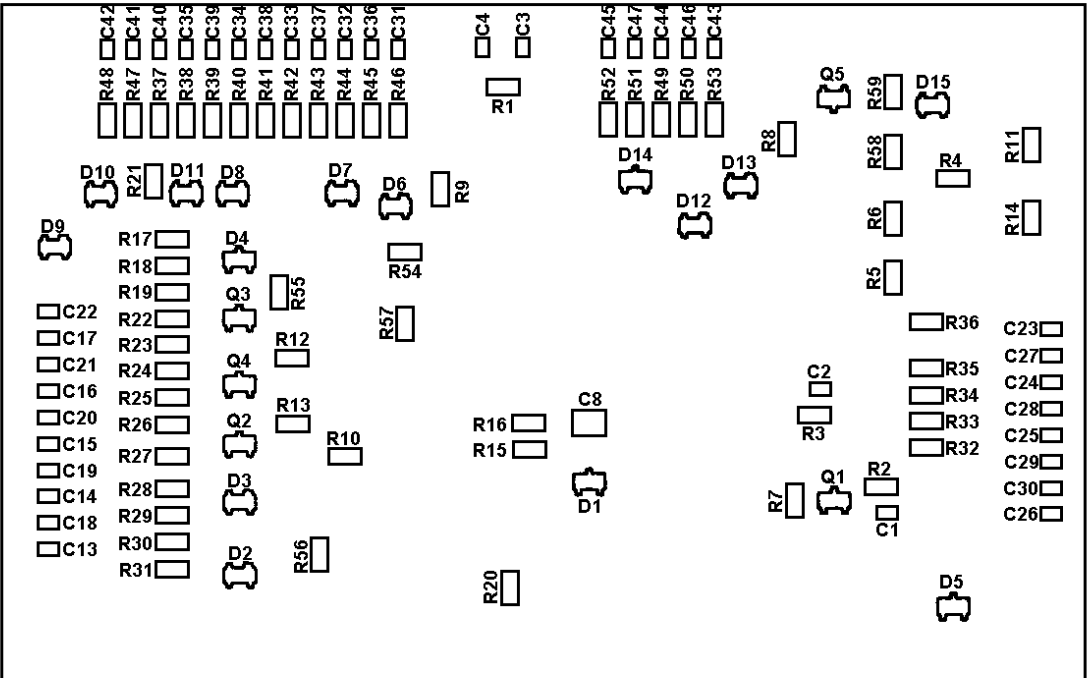 C42 C41 C40 C35 C39 C34 C38 C33 C37 C32 C36 C31 C4 C3 C45 C47 C44 C46 C43
R48 R47 R37 R38 R39 R40 R41 R42 R43 R44 R45 R46 R1 R52 R51 R49 R50 R53
Q5 R59 D15
R8 R58 R11
D10 R21 D11 D8 D7 D6 R9 D14 D13 R4
D12 R6 R14
D9 R17 D4
R18 R54 R5
R19 Q3 R55
C22 R22 R57 R36 C23
C17 R23 R12 C27
C21 R24 Q4 C2 R35 C24
C16 R25 C8 R34 C28
C20 R26 Q2 R13 R16 R3 R33 C25
C15 R27 R10 R15 R32 C29
C19 R28 D3 D1 R7 Q1 R2 C30
C14 R29 C1 C26
C18 R30 D2 R56
C13 R31 R20 D5